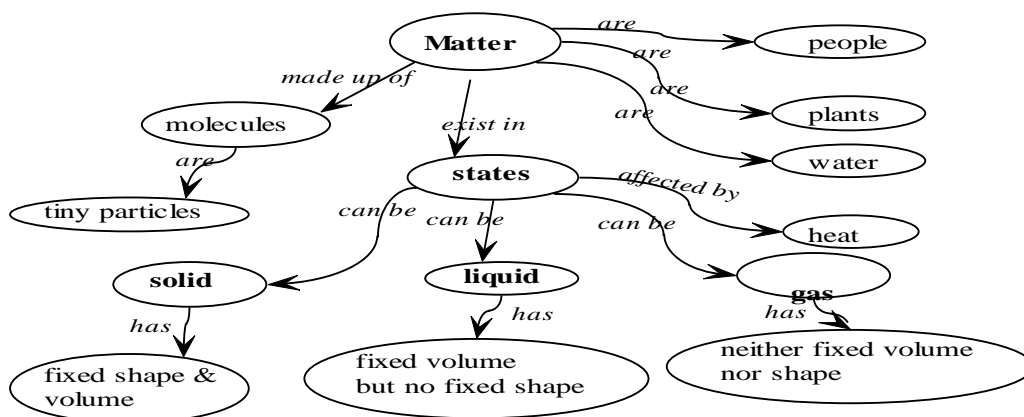 Matter
are
people
are
made up of
are
plants
molecules
exist in
are
water
are
states
affected by
tiny particles
can be
can be
can be
heat
solid
liquid
gas
has
has
has
fixed shape &
volume
fixed volume
but no fixed shape
neither fixed volume
nor shape